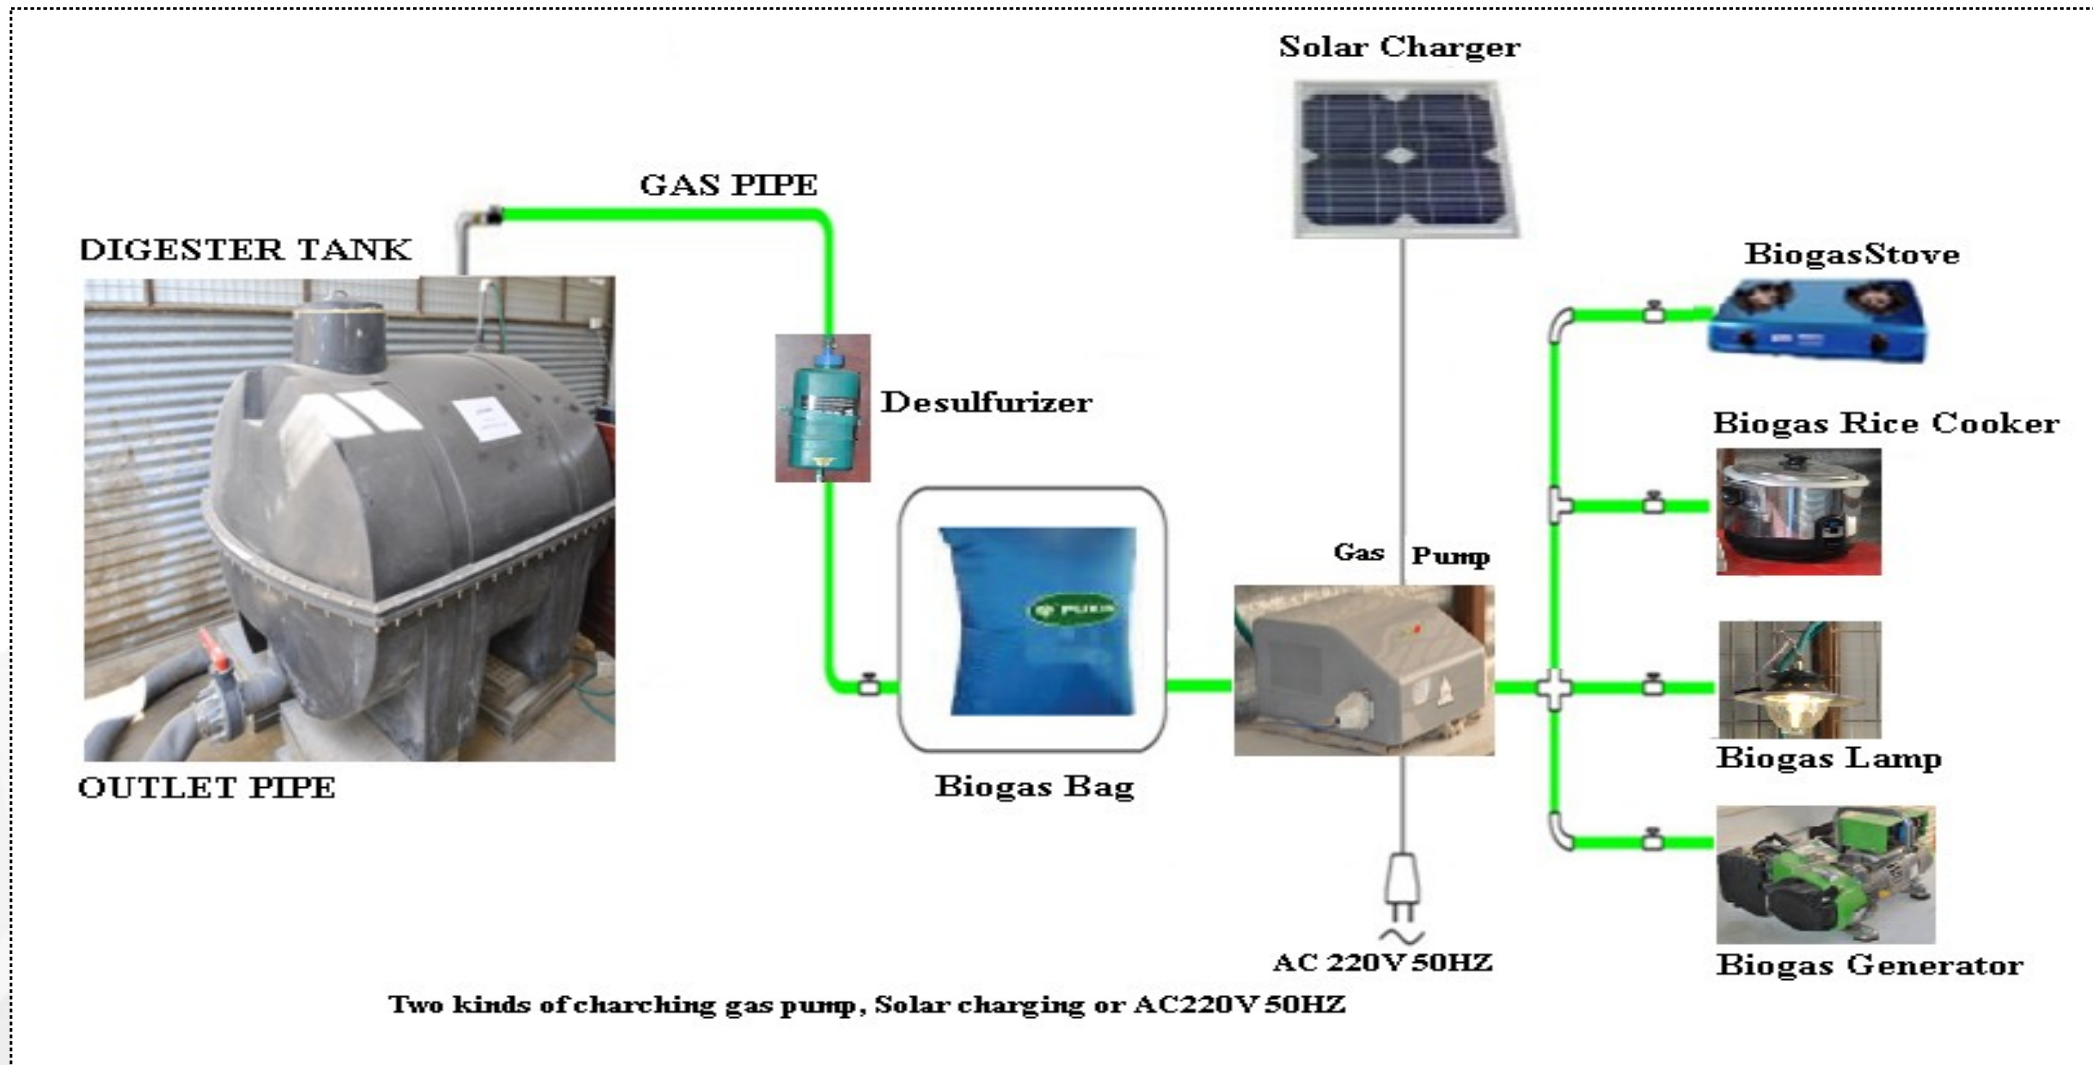 Solar Charger
GAS PIPE
DIGESTER TANK
BiogasStove
Desulfurizer
Biogas Rice Cooker
Gas Pump
PUXIN
OUTLET PIPE
Biogas Bag
Biogas Lamp
AC 220V 50HZ
Biogas Generator
Two kinds of charching gas pump, Solar charging or AC220V 50HZ